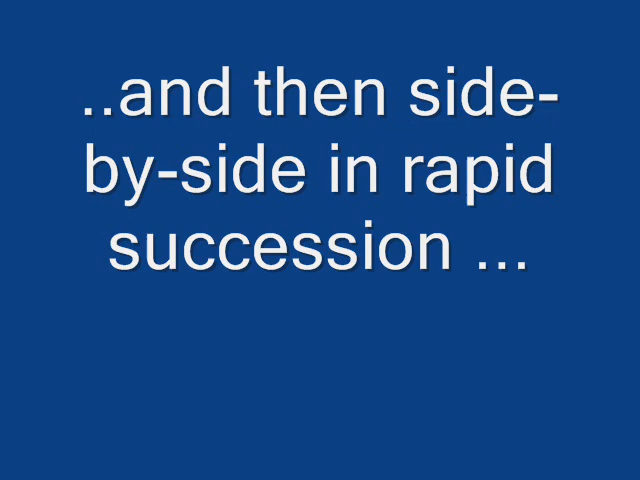 ..and then side-
by-side in rapid
succession ...